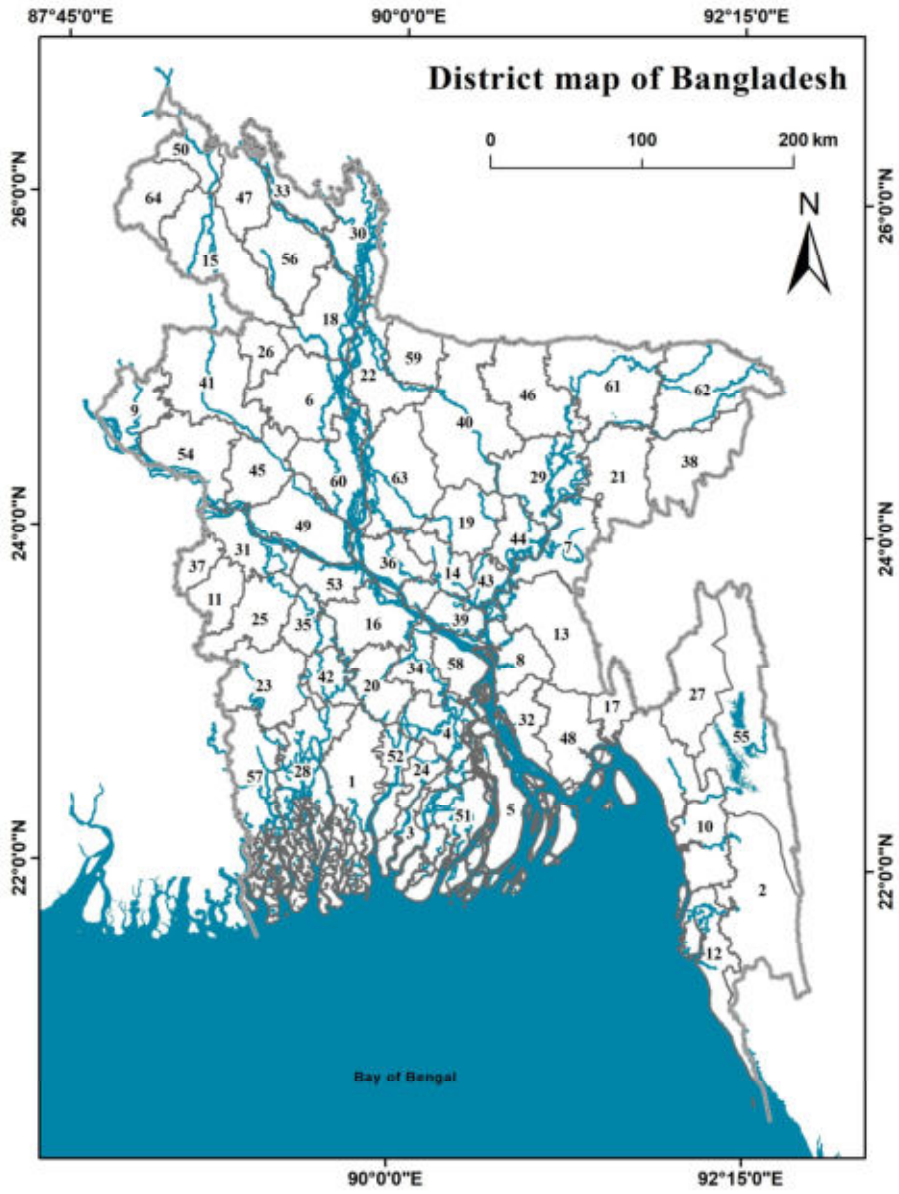 87°45'0"E 90°0'0"E 92°15'0"E
District map of Bangladesh
0 100 200 km
N
26°0'0"N 26°0'0"N
24°0'0"N 24°0'0"N
22°0'0"N 22°0'0"N
50
64 47 33
30
15 56
18
26 59
41 22 46 61 62
9 6
40
54 45 60 63 29 21 38
49 19
31 44 7
37 36 14 43
53
11 25 35 16 39 13
58 8
42 20 34
23 27
32 17
4 48 55
52
57 28 1 24
51 5
3 10
2
12
Bay of Bengal
90°0'0"E 92°15'0"E